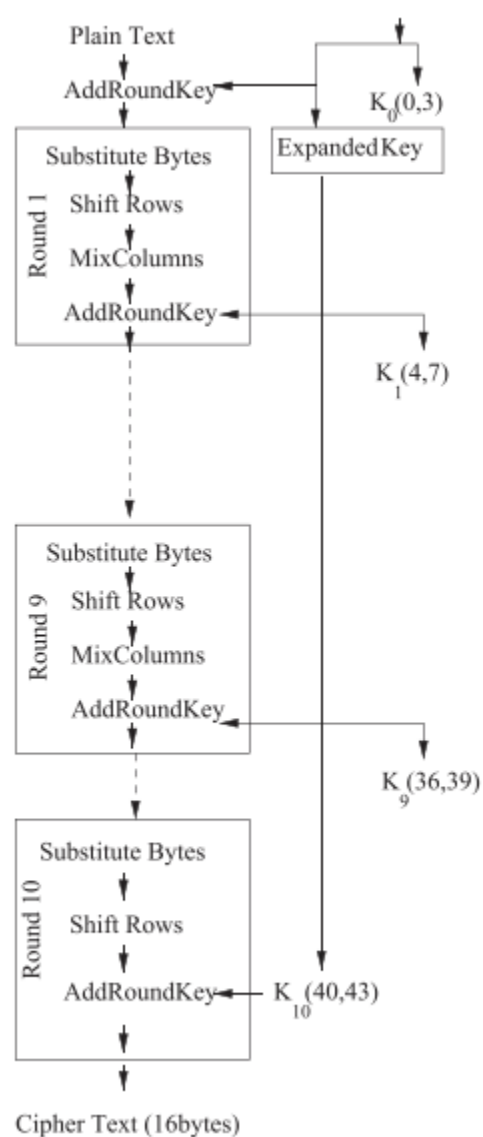 Plain Text
AddRoundKey
K0(0,3)
ExpandedKey
Round 1
Substitute Bytes
Shift Rows
MixColumns
AddRoundKey
K1(4,7)
Round 9
Substitute Bytes
Shift Rows
MixColumns
AddRoundKey
K9(36,39)
Round 10
Substitute Bytes
Shift Rows
AddRoundKey
K10(40,43)
Cipher Text (16bytes)